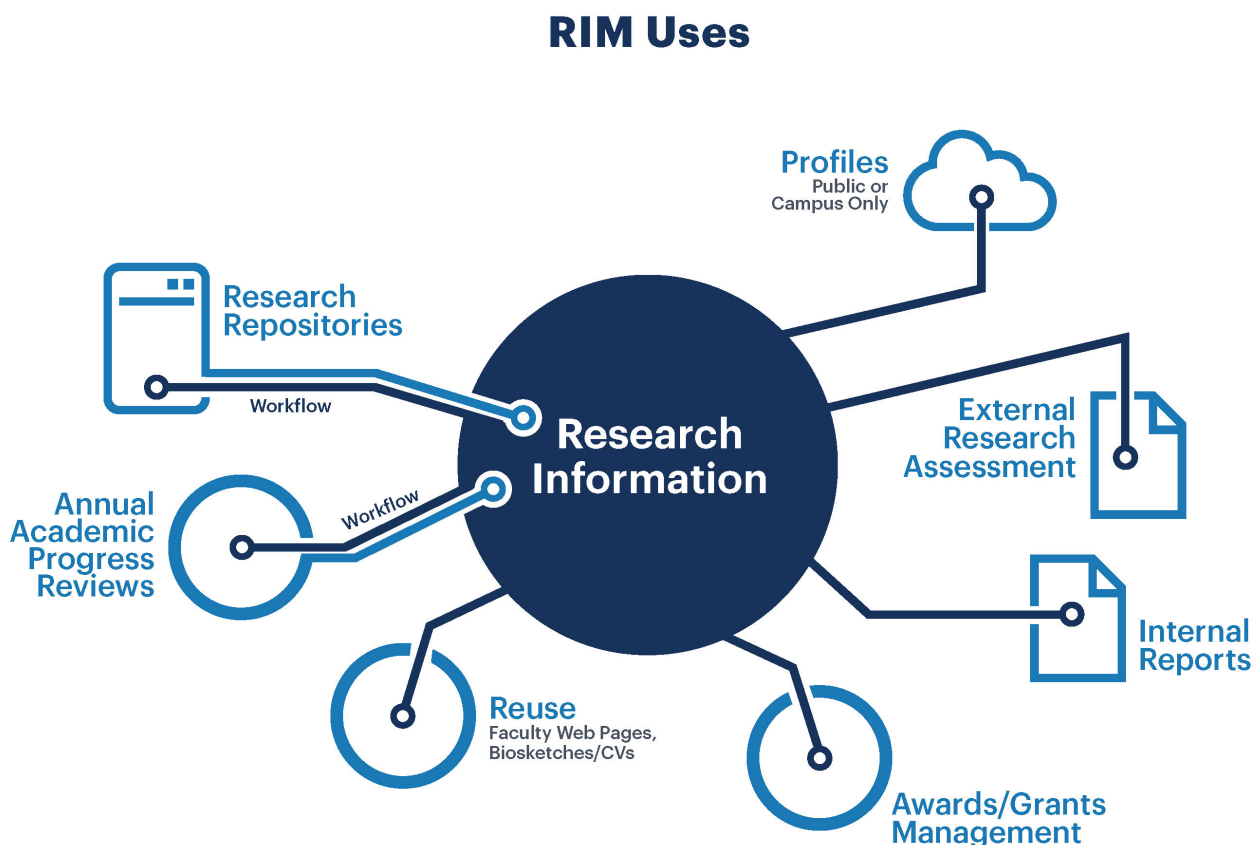 RIM Uses
Profiles
Public or
Campus Only
Research
Repositories
Workflow
External
Research
Assessment
Research
Information
Annual
Academic
Progress
Reviews
Workflow
Internal
Reports
Reuse
Faculty Web Pages,
Biosketches/CVs
Awards/Grants
Management